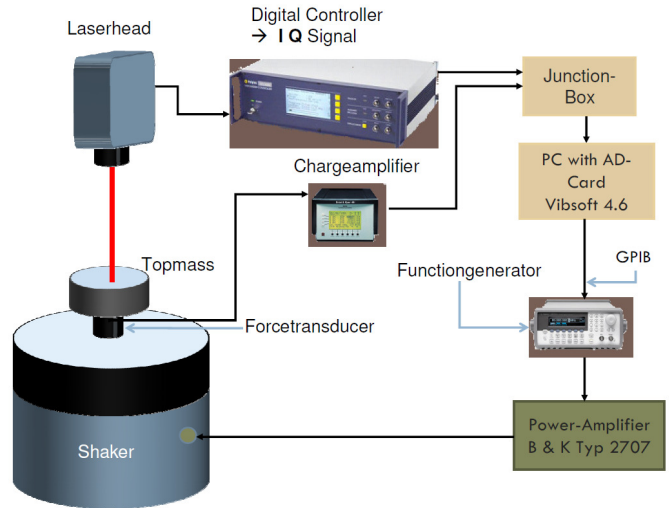 Laserhead
Digital Controller
→ I Q Signal
Junction-
Box
Chargeamplifier
PC with AD-
Card
Vibsoft 4.6
Topmass
Functiongenerator
GPIB
Forcetransducer
Shaker
Power-Amplifier
B & K Typ 2707